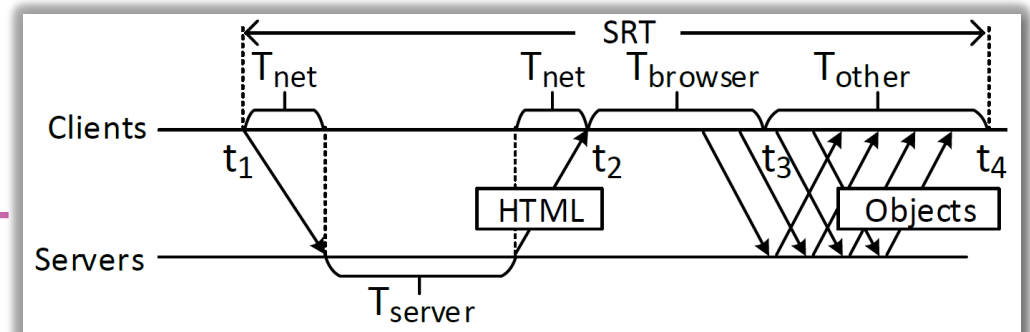 SRT
T_net T_net T_browser T_other
Clients
t_1 t_2 t_3 t_4
HTML Objects
Servers
T_server